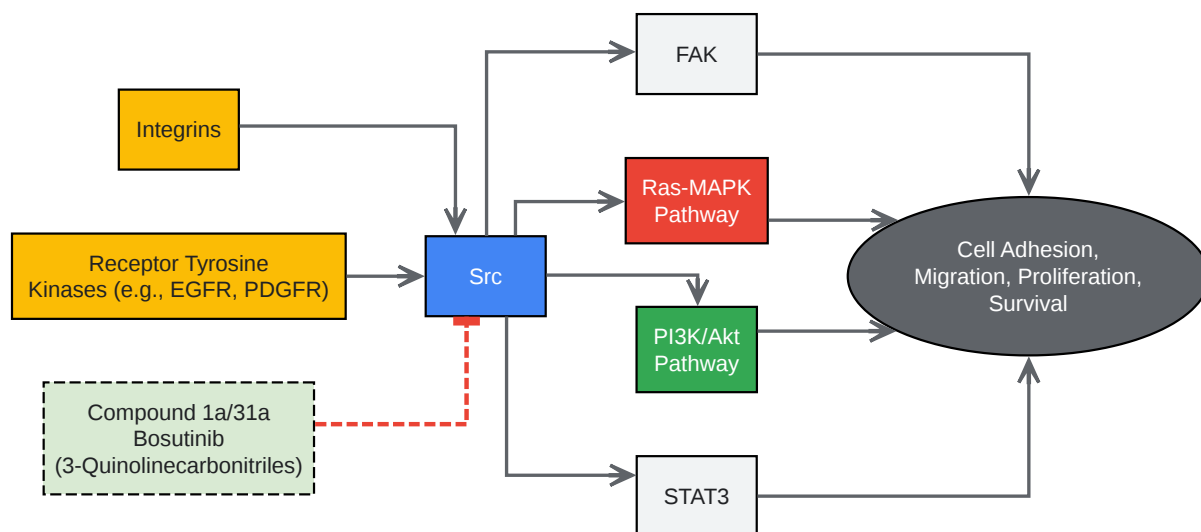 FAK
Integrins
Ras-MAPK
Pathway
Receptor Tyrosine
Kinases (e.g., EGFR, PDGFR)
Src
Cell Adhesion,
Migration, Proliferation,
Survival
PI3K/Akt
Pathway
Compound 1a/31a
Bosutinib
(3-Quinolinecarbonitriles)
STAT3